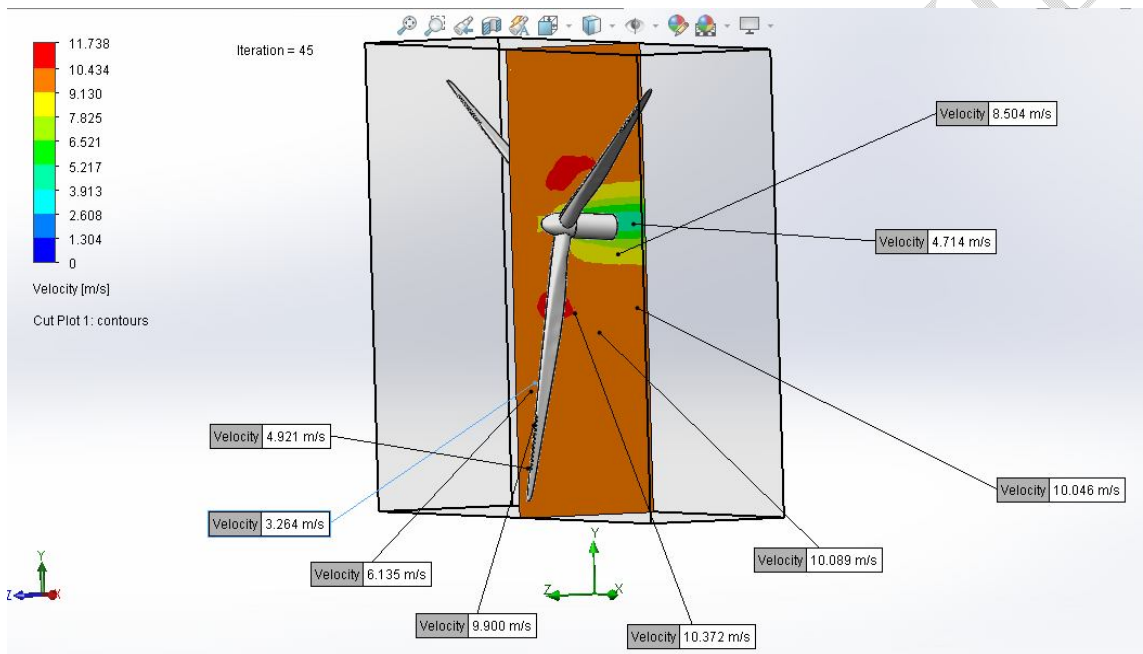 11.738
10.434
9.130
7.825
6.521
5.217
3.913
2.608
1.304
0
Velocity [m/s]
Cut Plot 1: contours
Iteration = 45
Velocity 8.504 m/s
Velocity 4.714 m/s
Velocity 4.921 m/s
Velocity 10.046 m/s
Velocity 3.264 m/s
Velocity 10.089 m/s
Velocity 6.135 m/s
Velocity 9.900 m/s
Velocity 10.372 m/s
Y
Z
X
Y
Z
X